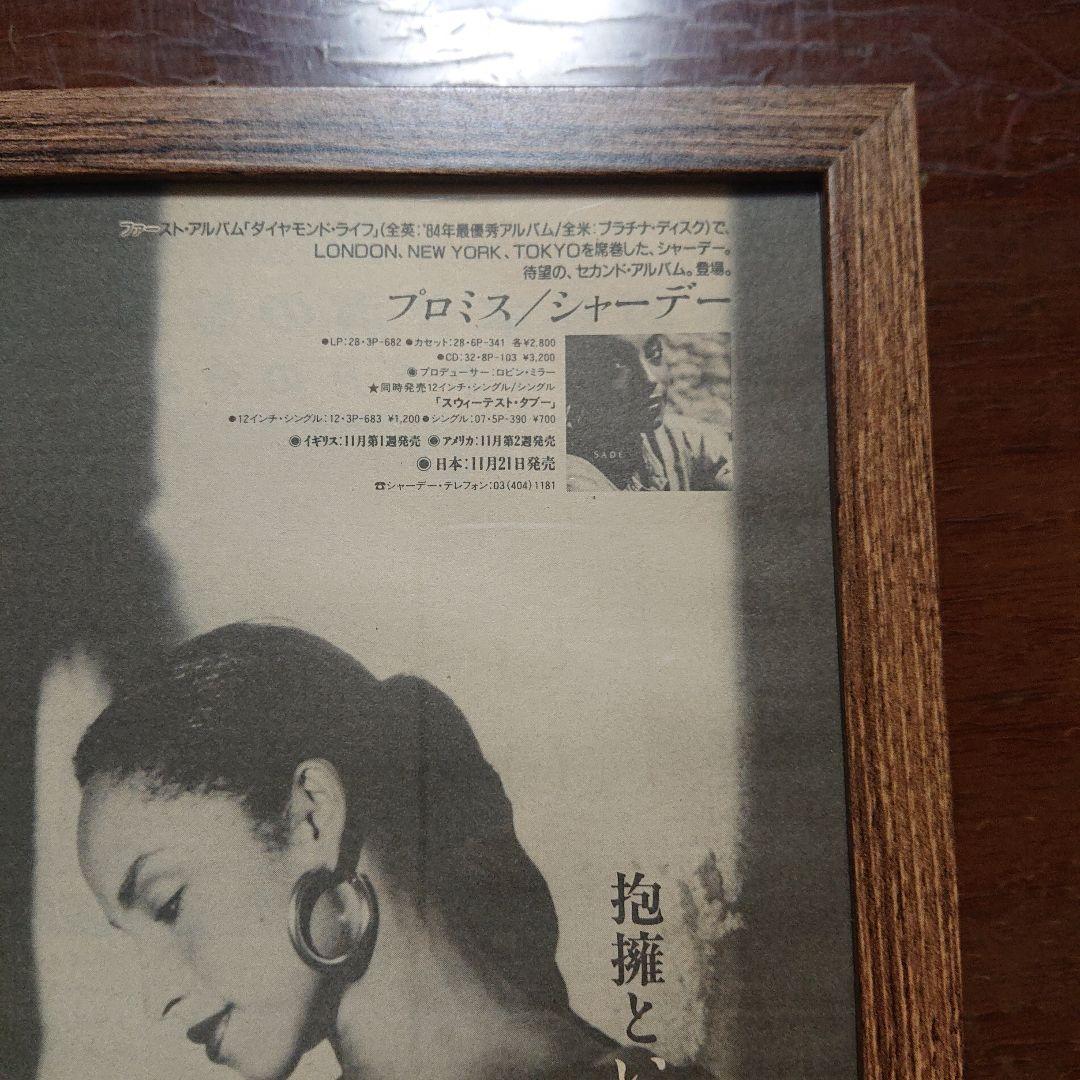 ファースト・アルバム「ダイヤモンド・ライフ」(全英:'84年最優秀アルバム/全米:プラチナ・ディスク)で、
LONDON、NEW YORK、TOKYOを席巻した、シャーデー。
待望の、セカンド・アルバム。登場。
プロミス/シャーデー
●LP:28・3P-682 ●カセット:28・6P-341 各¥2,800
●CD:32・8P-103 ¥3,200
◉プロデューサー:ロビン・ミラー
★同時発売12インチ・シングル/シングル
「スウィーテスト・タブー」
●12インチ・シングル:12・3P-683 ¥1,200 ●シングル:07・5P-390 ¥700
◉イギリス:11月第1週発売 ◉アメリカ:11月第2週発売
◉日本:11月21日発売
☎シャーデー・テレフォン:03(404)1181
SADE
抱擁と